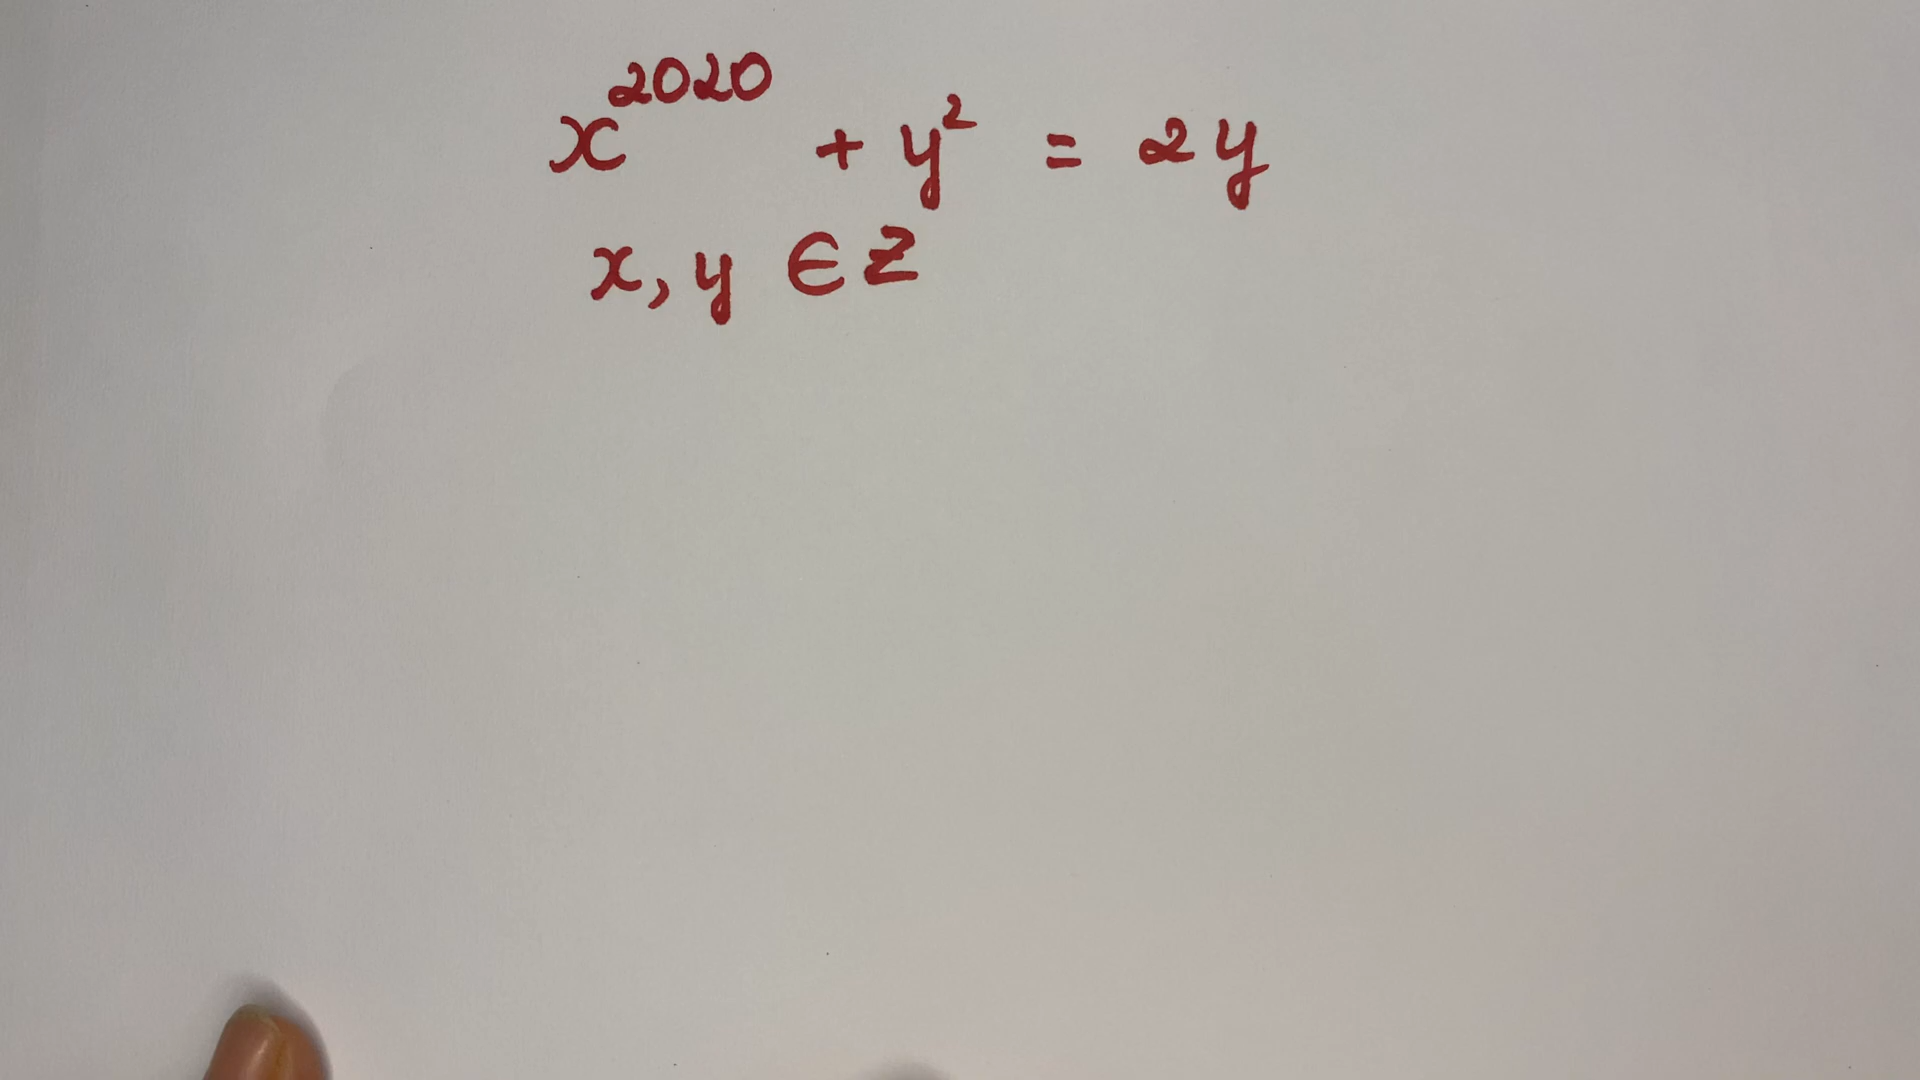 x^2020 + y^2 = 2y
x, y ∈ Z